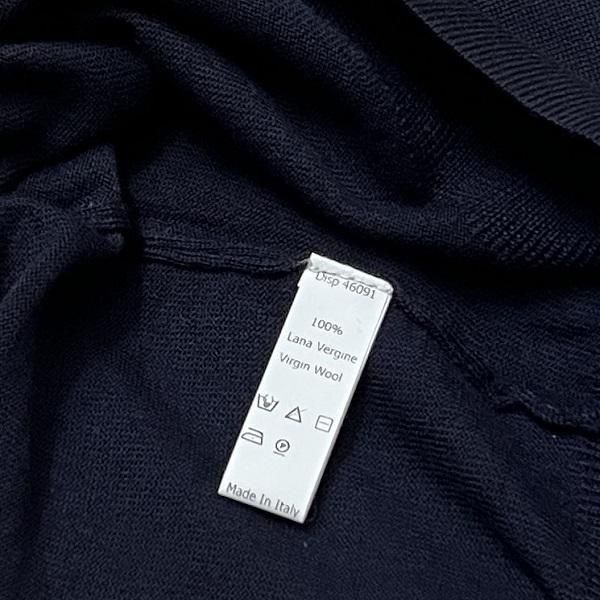 Disp 46091
100%
Lana Vergine
Virgin Wool
P
Made In Italy